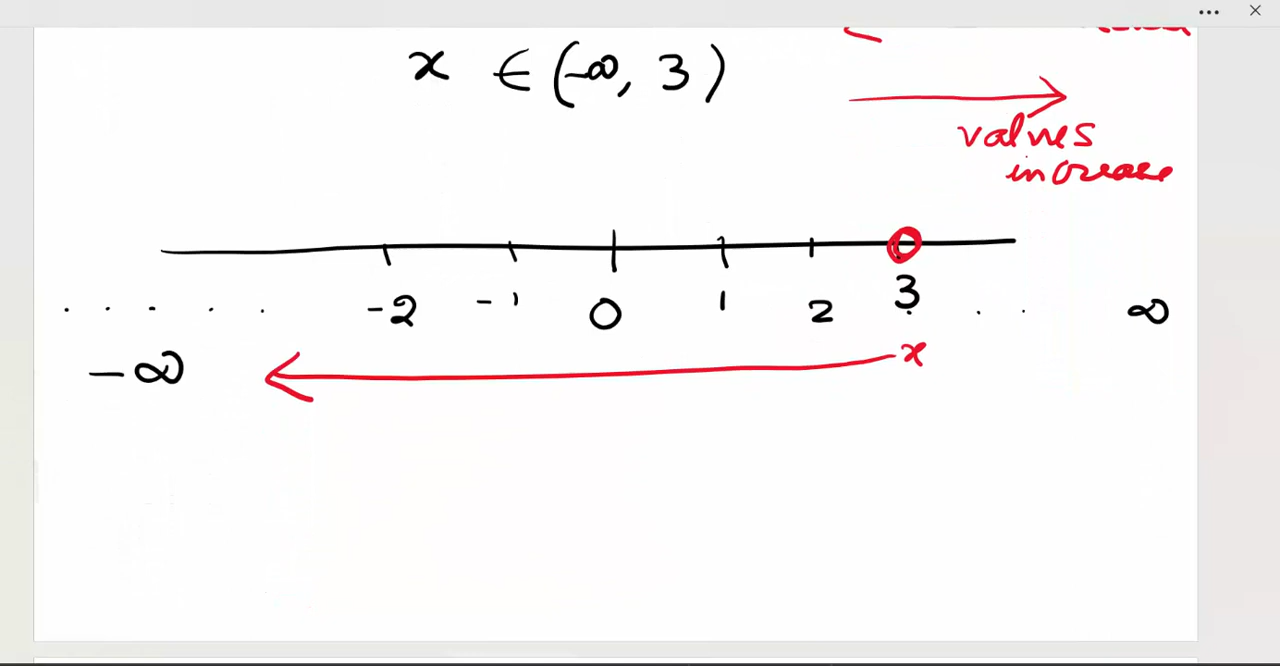 x ∈ (-∞, 3)
values
increase
-2 -1 0 1 2 3 . . ∞
. . . . .
x
-∞